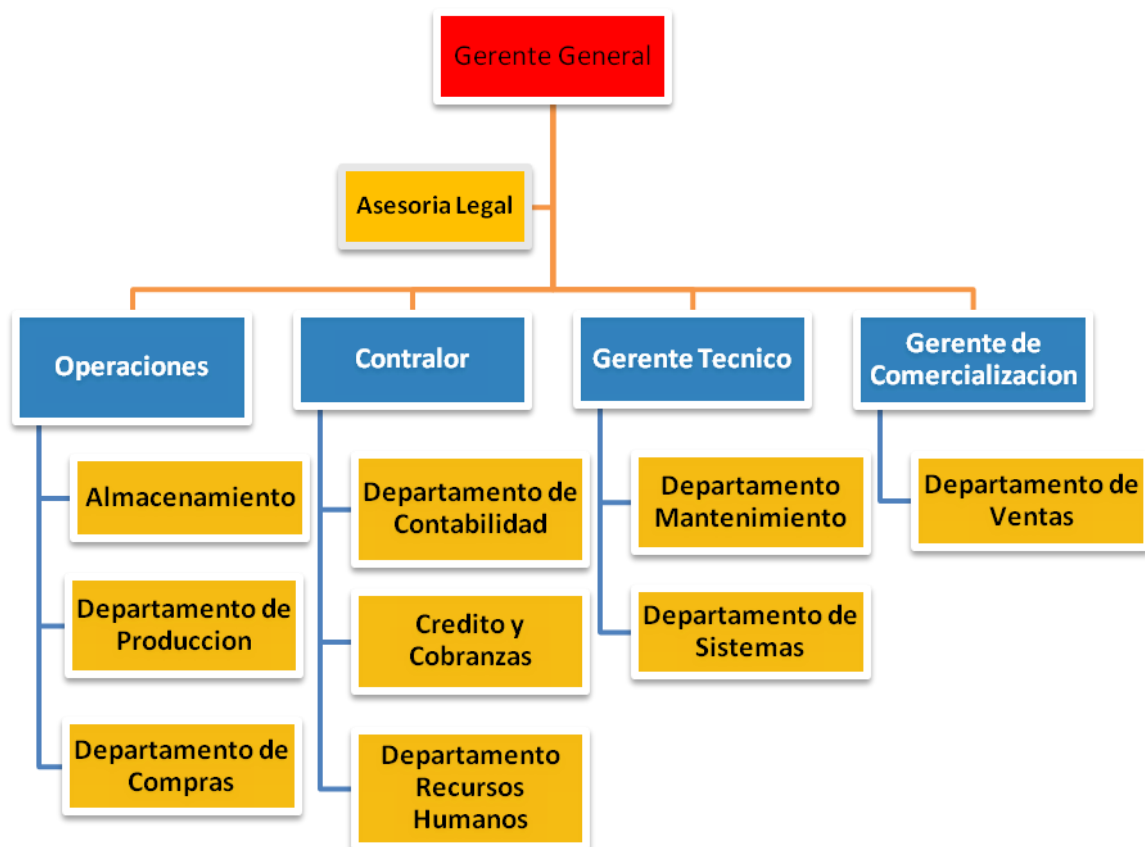 Gerente General
Asesoria Legal
Operaciones
Contralor
Gerente Tecnico
Gerente de
Comercializacion
Almacenamiento
Departamento de
Produccion
Departamento de
Compras
Departamento de
Contabilidad
Credito y
Cobranzas
Departamento
Recursos
Humanos
Departamento
Mantenimiento
Departamento de
Sistemas
Departamento de
Ventas